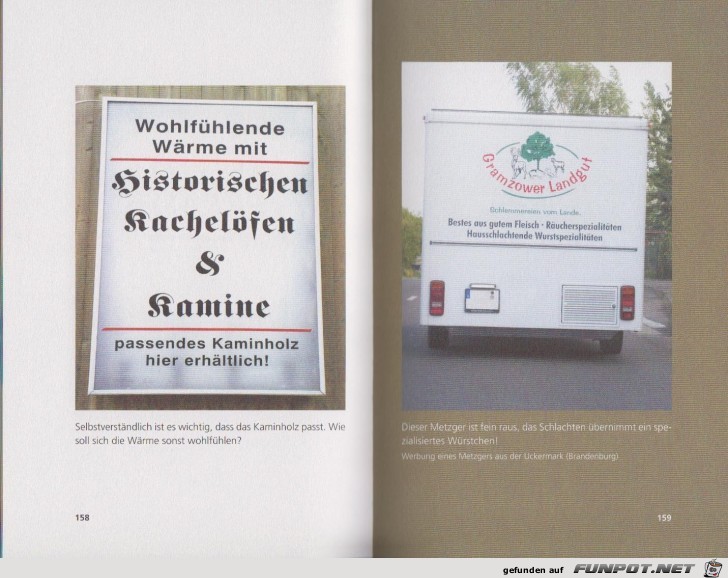 Wohlfühlende
Wärme mit
Historischen
Kachelöfen
&
Kamine
passendes Kaminholz
hier erhältlich!
Selbstverständlich ist es wichtig, dass das Kaminholz passt. Wie
soll sich die Wärme sonst wohlfühlen?
158
Gramzower Landgut
Schlemmereien vom Lande.
Bestes aus gutem Fleisch · Räucherspezialitäten
Hausschlachtende Wurstspezialitäten
Dieser Metzger ist fein raus, das Schlachten übernimmt ein spe-
zialisiertes Würstchen!
Werbung eines Metzgers aus der Uckermark (Brandenburg)
159
gefunden auf FUNPOT.NET